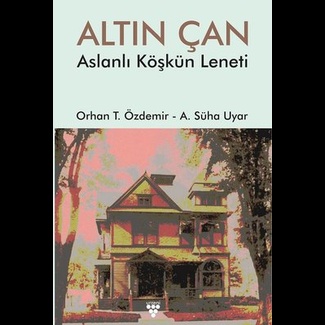 ALTIN ÇAN
Aslanlı Köşkün Leneti
Orhan T. Özdemir - A. Süha Uyar